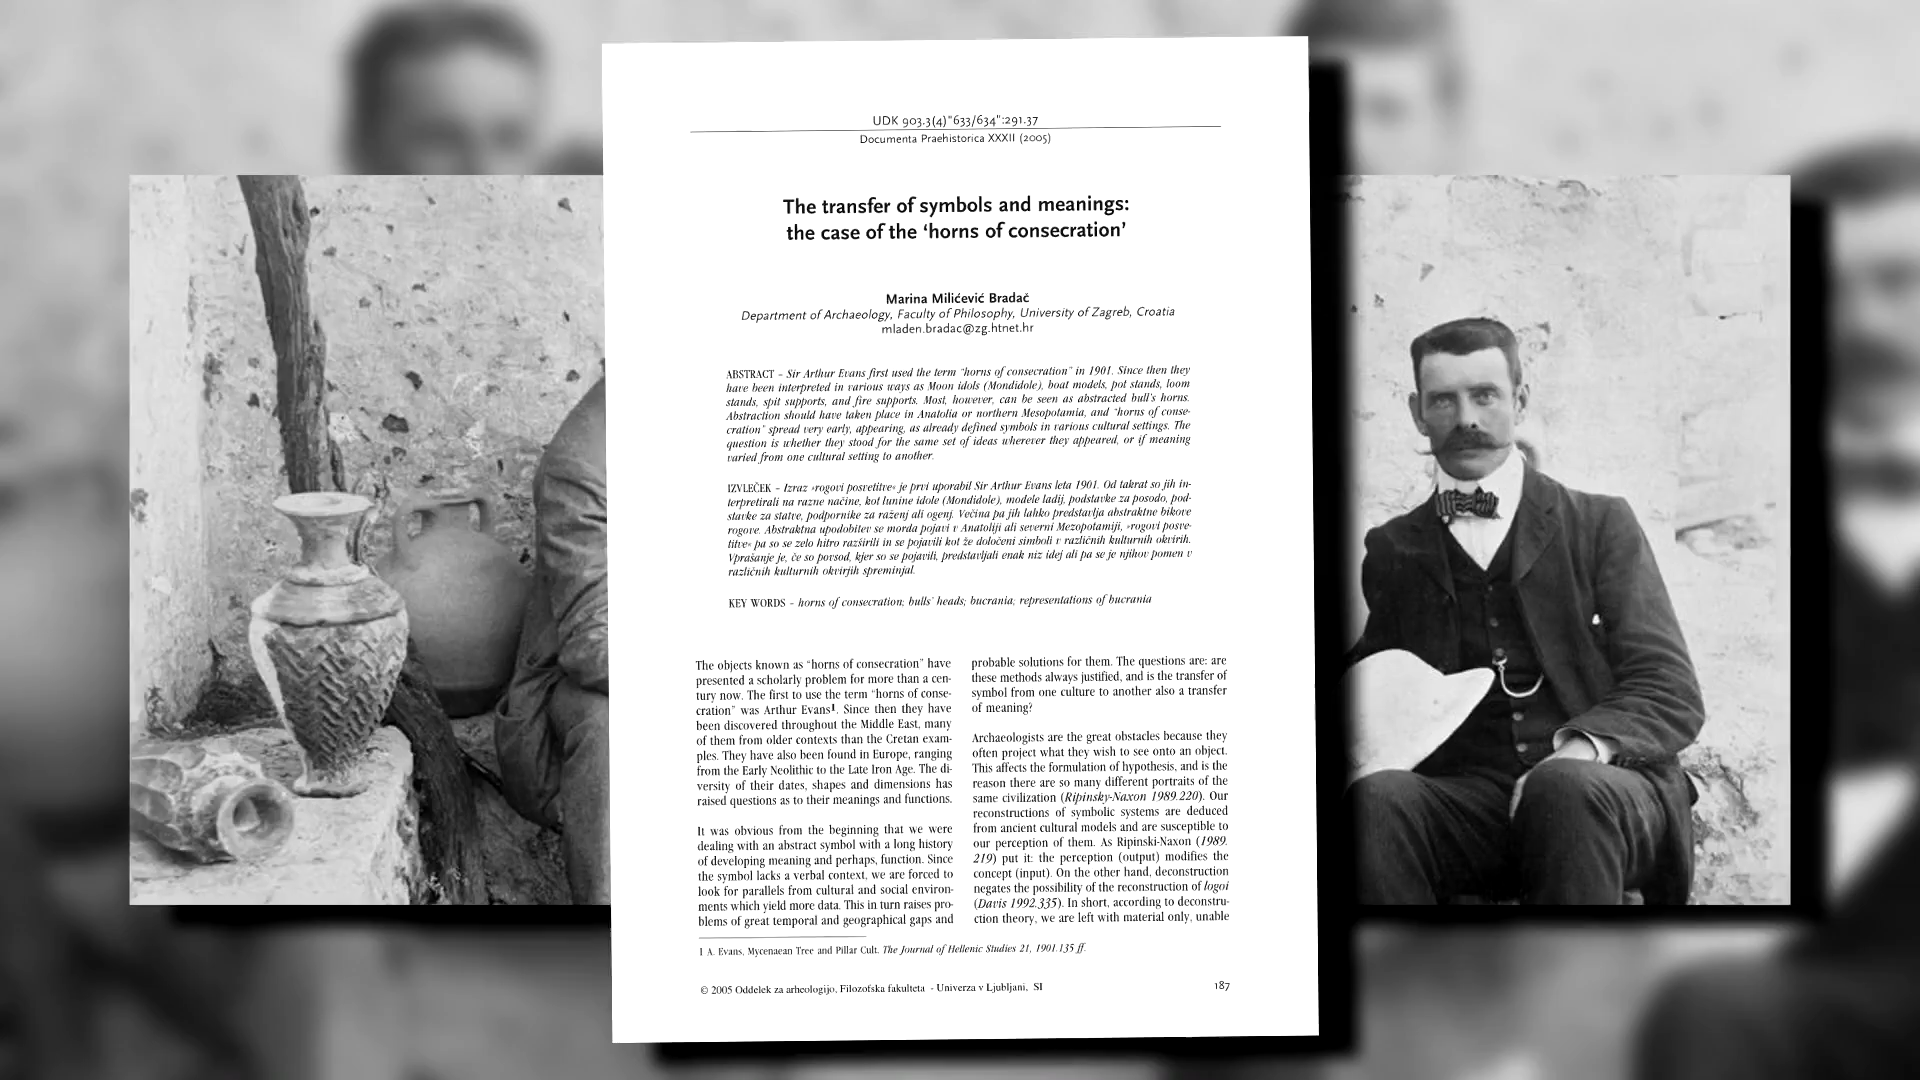 UDK 903.3(4)"633/634":291.37
Documenta Praehistorica XXXII (2005)
The transfer of symbols and meanings:
the case of the ‘horns of consecration’
Marina Milićević Bradač
Department of Archaeology, Faculty of Philosophy, University of Zagreb, Croatia
mladen.bradac@zg.htnet.hr
ABSTRACT – Sir Arthur Evans first used the term “horns of consecration” in 1901. Since then they
have been interpreted in various ways as Moon idols (Mondidole), boat models, pot stands, loom
stands, spit supports, and fire supports. Most, however, can be seen as abstracted bull’s horns.
Abstraction should have taken place in Anatolia or northern Mesopotamia, and “horns of conse-
cration” spread very early, appearing, as already defined symbols in various cultural settings. The
question is whether they stood for the same set of ideas wherever they appeared, or if meaning
varied from one cultural setting to another.
IZVLEČEK – Izraz »rogovi posvetitve« je prvi uporabil Sir Arthur Evans leta 1901. Od takrat so jih in-
terpretirali na razne načine, kot lunine idole (Mondidole), modele ladij, podstavke za posodo, pod-
stavke za statve, podpornike za raženj ali ogenj. Večina pa jih lahko predstavlja abstraktne bikove
rogove. Abstraktna upodobitev se morda pojavi v Anatoliji ali severni Mezopotamiji, »rogovi posve-
titve« pa so se zelo hitro razširili in se pojavili kot že določeni simboli v različnih kulturnih okvirih.
Vprašanje je, če so povsod, kjer so se pojavili, predstavljali enak niz idej ali pa se je njihov pomen v
različnih kulturnih okvirjih spreminjal.
KEY WORDS – horns of consecration; bulls’ heads; bucrania; representations of bucrania
The objects known as “horns of consecration” have
presented a scholarly problem for more than a cen-
tury now. The first to use the term “horns of conse-
cration” was Arthur Evans1. Since then they have
been discovered throughout the Middle East, many
of them from older contexts than the Cretan exam-
ples. They have also been found in Europe, ranging
from the Early Neolithic to the Late Iron Age. The di-
versity of their dates, shapes and dimensions has
raised questions as to their meanings and functions.
It was obvious from the beginning that we were
dealing with an abstract symbol with a long history
of developing meaning and perhaps, function. Since
the symbol lacks a verbal context, we are forced to
look for parallels from cultural and social environ-
ments which yield more data. This in turn raises pro-
blems of great temporal and geographical gaps and
probable solutions for them. The questions are: are
these methods always justified, and is the transfer of
symbol from one culture to another also a transfer
of meaning?
Archaeologists are the great obstacles because they
often project what they wish to see onto an object.
This affects the formulation of hypothesis, and is the
reason there are so many different portraits of the
same civilization (Ripinsky-Naxon 1989.220). Our
reconstructions of symbolic systems are deduced
from ancient cultural models and are susceptible to
our perception of them. As Ripinski-Naxon (1989.
219) put it: the perception (output) modifies the
concept (input). On the other hand, deconstruction
negates the possibility of the reconstruction of logoi
(Davis 1992.335). In short, according to deconstru-
ction theory, we are left with material only, unable
1 A. Evans, Mycenaean Tree and Pillar Cult. The Journal of Hellenic Studies 21, 1901.135 ff.
© 2005 Oddelek za arheologijo, Filozofska fakulteta - Univerza v Ljubljani, SI
187